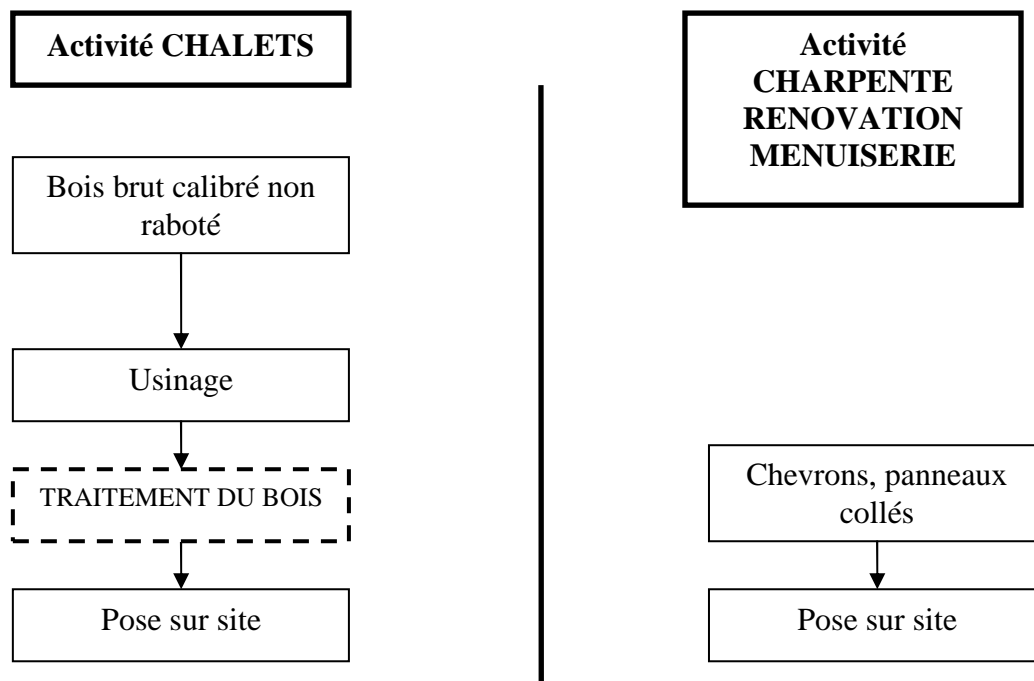 Activité CHALETS
Bois brut calibré non
raboté
Usinage
TRAITEMENT DU BOIS
Pose sur site
Activité
CHARPENTE
RENOVATION
MENUISERIE
Chevrons, panneaux
collés
Pose sur site